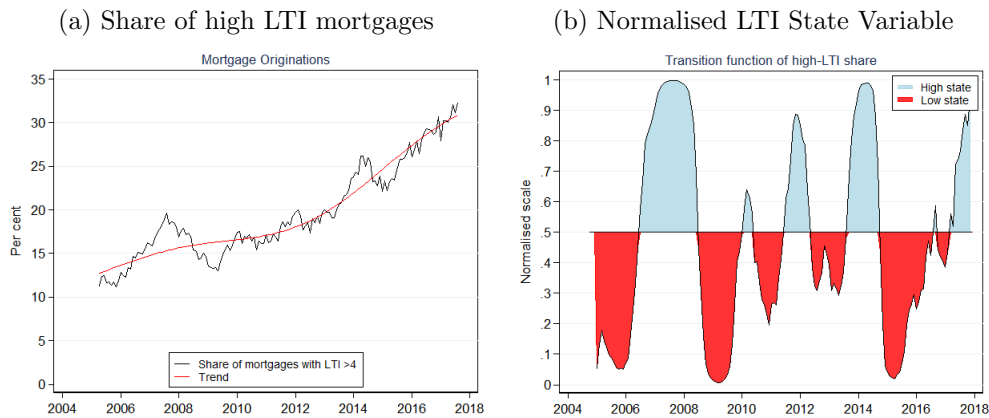 (a) Share of high LTI mortgages
Mortgage Originations
Per cent
35
30
25
20
15
10
5
0
2004 2006 2008 2010 2012 2014 2016 2018
Share of mortgages with LTI >4
Trend
(b) Normalised LTI State Variable
Transition function of high-LTI share
Normalised scale
1
.9
.8
.7
.6
.5
.4
.3
.2
.1
0
High state
Low state
.9
2004 2006 2008 2010 2012 2014 2016 2018